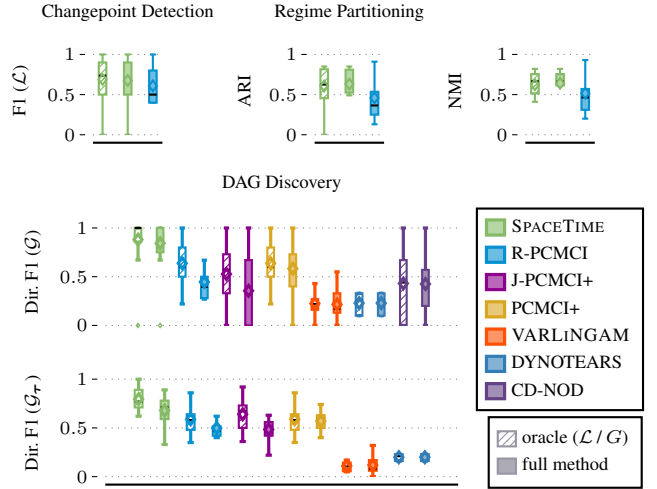 Changepoint Detection
Regime Partitioning
F1 (𝓛)
1
0.5
0
ARI
1
0.5
0
NMI
1
0.5
0
DAG Discovery
Dir. F1 (𝒢)
1
0.5
0
Dir. F1 (𝒢𝒯)
1
0.5
0
SPACETIME
R-PCMCI
J-PCMCI+
PCMCI+
VARLINGAM
DYNOTEARS
CD-NOD
oracle (𝓛 / G)
full method